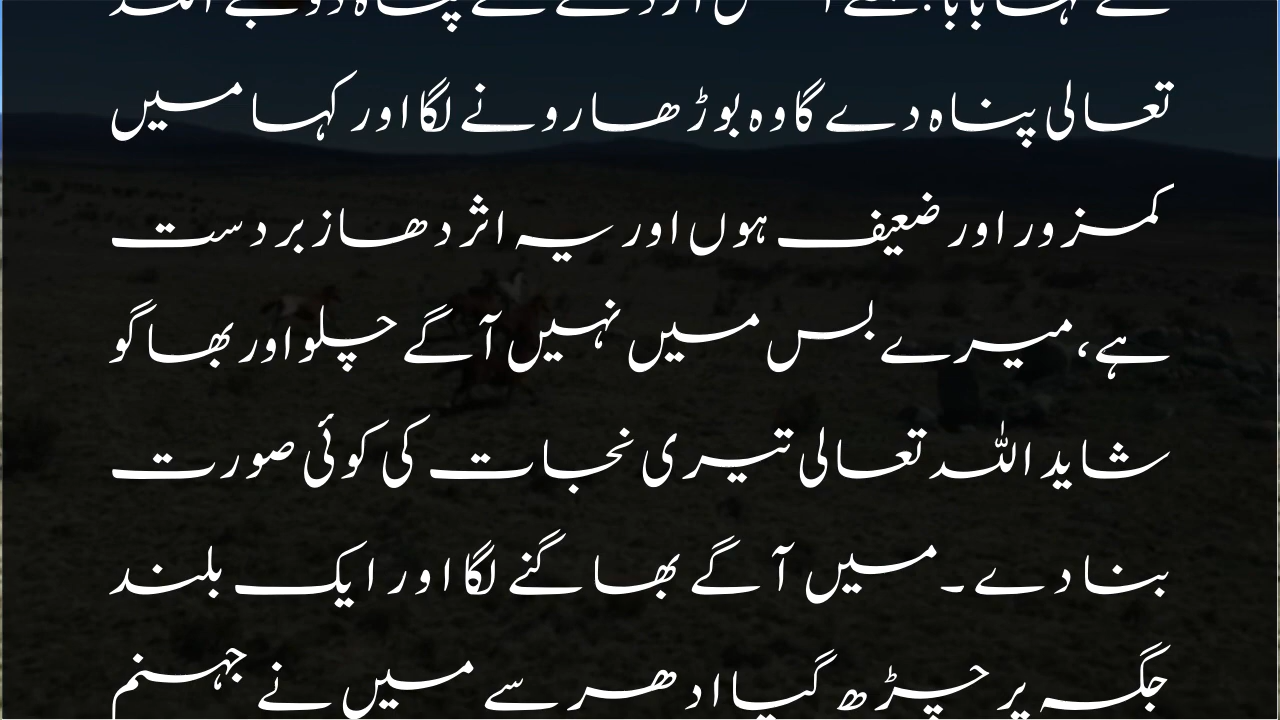 تعالی پناہ دے گا وہ بوڑھا رونے لگا اور کہا میں
کمزور اور ضعیف ہوں اور یہ اژدھا زبردست
ہے، میرے بس میں نہیں آگے چلو اور بھاگو
شاید اللہ تعالی تیری نجات کی کوئی صورت
بنا دے۔ میں آگے بھاگنے لگا اور ایک بلند
جگہ پر چڑھ گیا ادھر سے میں نے جہنم